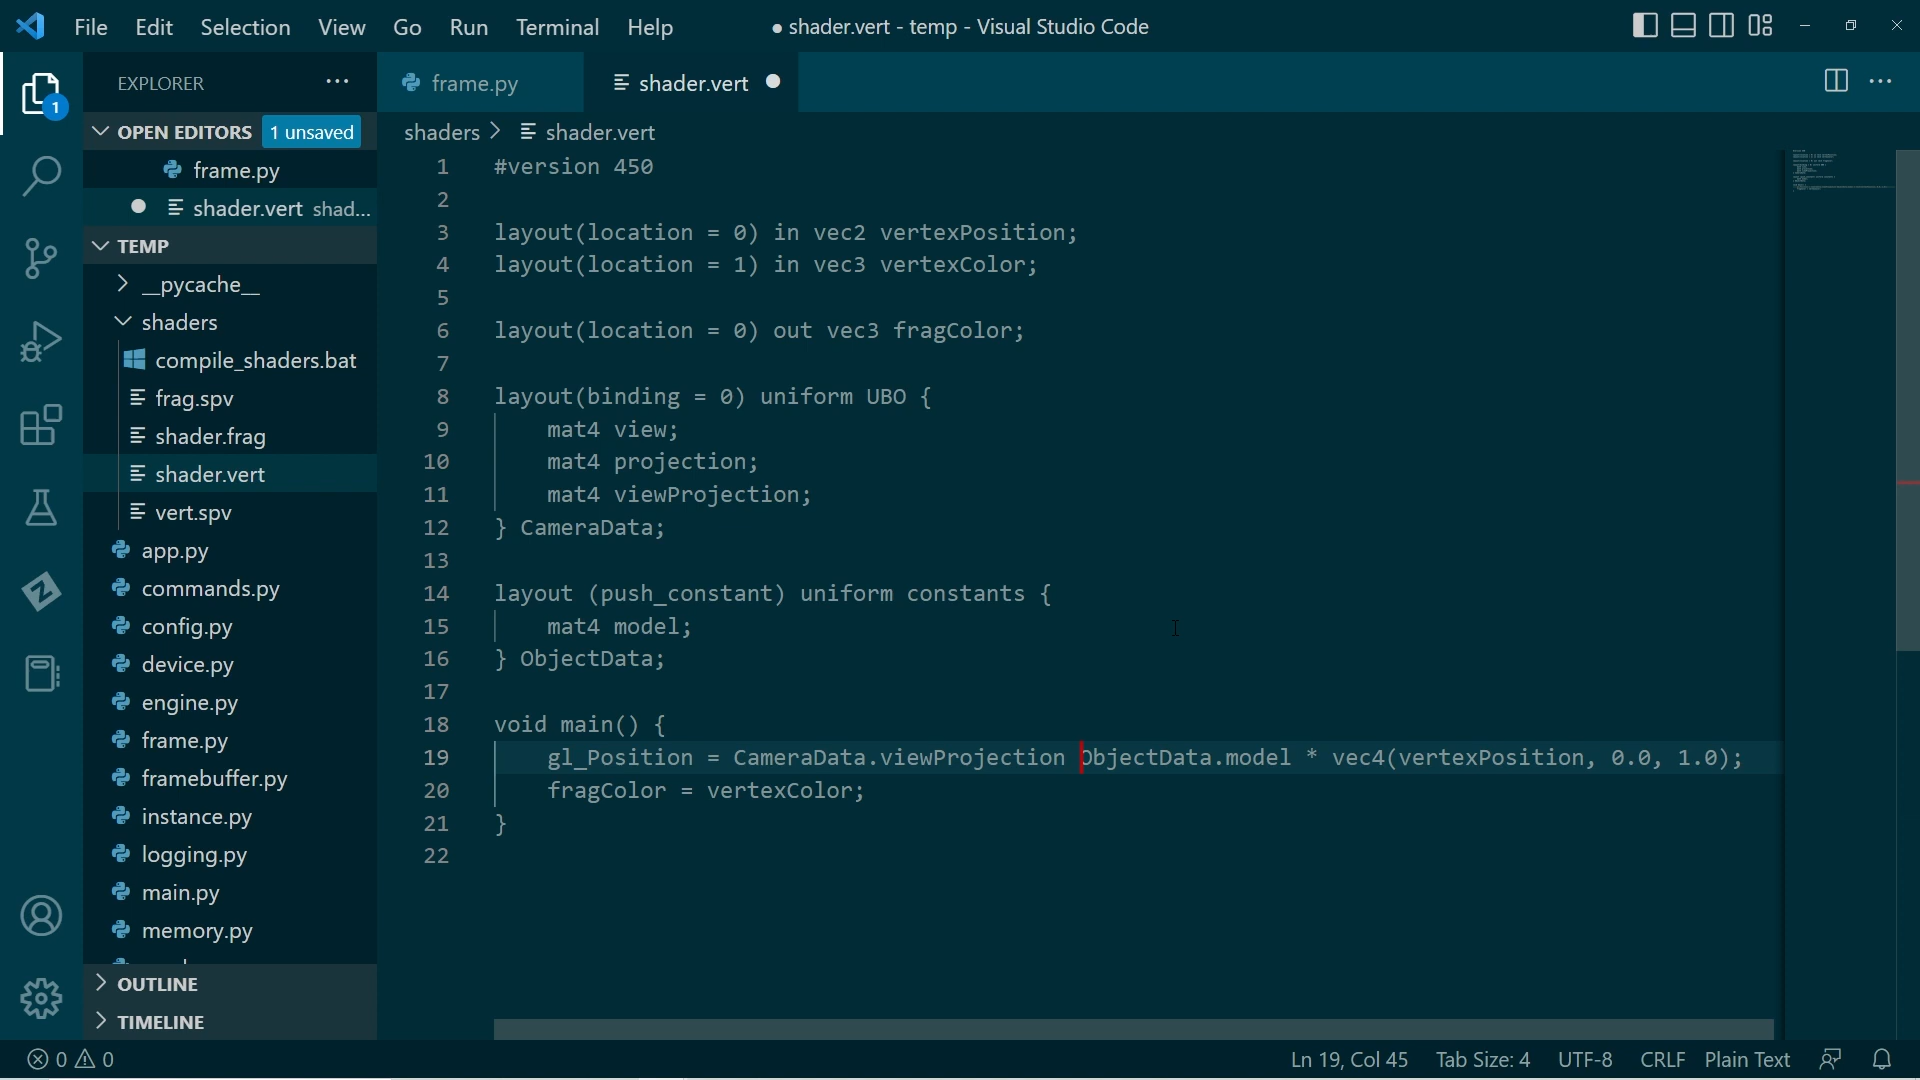 File Edit Selection View Go Run Terminal Help ● shader.vert - temp - Visual Studio Code
EXPLORER ···
frame.py
shader.vert ●
1
OPEN EDITORS 1 unsaved
shaders > shader.vert
frame.py
● shader.vert shad...
TEMP
__pycache__
shaders
compile_shaders.bat
frag.spv
shader.frag
shader.vert
vert.spv
app.py
commands.py
config.py
device.py
engine.py
frame.py
framebuffer.py
instance.py
logging.py
main.py
memory.py
OUTLINE
TIMELINE
1 #version 450
2
3 layout(location = 0) in vec2 vertexPosition;
4 layout(location = 1) in vec3 vertexColor;
5
6 layout(location = 0) out vec3 fragColor;
7
8 layout(binding = 0) uniform UBO {
9 mat4 view;
10 mat4 projection;
11 mat4 viewProjection;
12 } CameraData;
13
14 layout (push_constant) uniform constants {
15 mat4 model;
16 } ObjectData;
17
18 void main() {
19 gl_Position = CameraData.viewProjection ObjectData.model * vec4(vertexPosition, 0.0, 1.0);
20 fragColor = vertexColor;
21 }
22
0 0 Ln 19, Col 45 Tab Size: 4 UTF-8 CRLF Plain Text